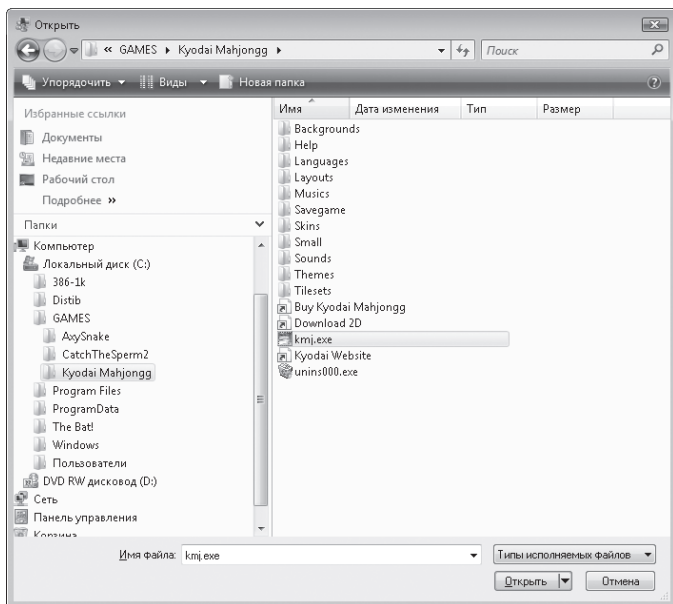 Открыть
« GAMES Kyodai Mahjongg
Поиск
Упорядочить Виды Новая папка
Избранные ссылки
Документы
Недавние места
Рабочий стол
Подробнее »
Папки
Компьютер
Локальный диск (C:)
386-1k
Distib
GAMES
AxySnake
CatchTheSperm2
Kyodai Mahjongg
Program Files
ProgramData
The Bat!
Windows
Пользователи
DVD RW дисковод (D:)
Сеть
Панель управления
Корзина
Имя Дата изменения Тип Размер
Backgrounds
Help
Languages
Layouts
Musics
Savegame
Skins
Small
Sounds
Themes
Tilesets
Buy Kyodai Mahjongg
Download 2D
kmj.exe
Kyodai Website
unins000.exe
Имя файла: kmj.exe
Типы исполняемых файлов
Открыть Отмена